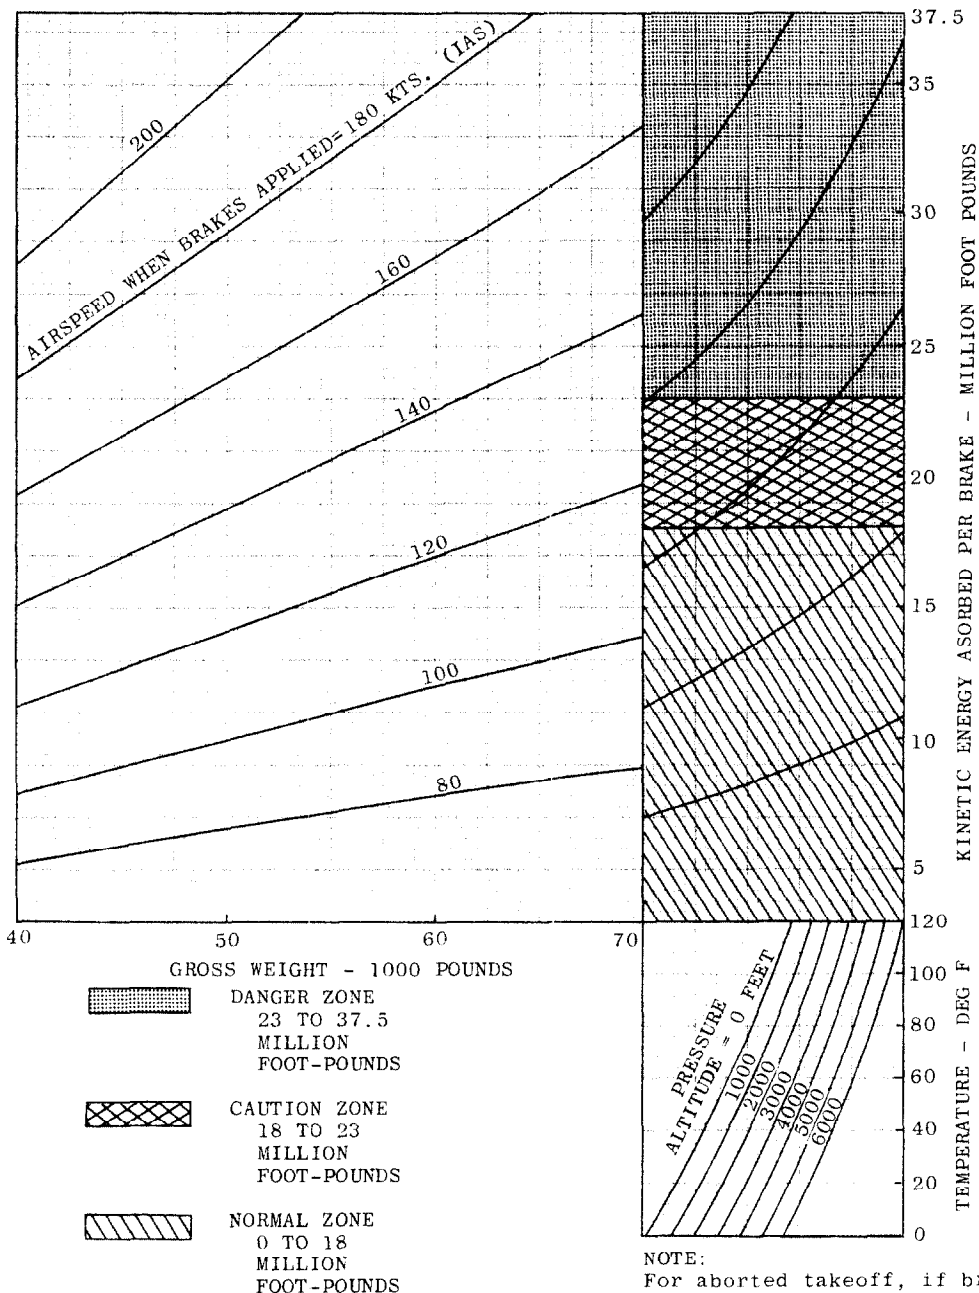 37.5
35
30
25
20
15
10
5
KINETIC ENERGY ASORBED PER BRAKE - MILLION FOOT POUNDS
200
AIRSPEED WHEN BRAKES APPLIED=180 KTS. (IAS)
160
140
120
100
80
40
50
60
70
GROSS WEIGHT - 1000 POUNDS
120
100
80
60
40
20
0
TEMPERATURE - DEG F
PRESSURE
ALTITUDE = 0 FEET
1000
2000
3000
4000
5000
6000
DANGER ZONE
23 TO 37.5
MILLION
FOOT-POUNDS
CAUTION ZONE
18 TO 23
MILLION
FOOT-POUNDS
NORMAL ZONE
0 TO 18
MILLION
FOOT-POUNDS
NOTE:
For aborted takeoff, if